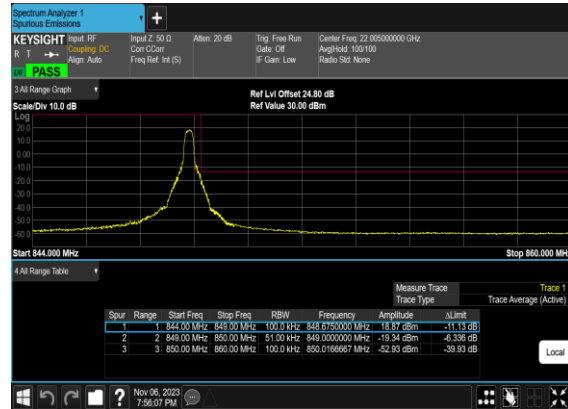 Spectrum Analyzer 1
Spurious Emissions
KEYSIGHT Input: RF Input Z: 50 Ω Atten: 20 dB Trig: Free Run Center Freq: 22.005000000 GHz
R T Coupling: DC Corr CCorr Gate: Off Avg|Hold: 100/100
Align: Auto Freq Ref: Int (S) IF Gain: Low Radio Std: None
PASS
3 All Range Graph
Ref Lvl Offset 24.80 dB
Scale/Div 10.0 dB Ref Value 30.00 dBm
Log
20.0
10.0
0.00
-10.0
-20.0
-30.0
-40.0
-50.0
-60.0
Start 844.000 MHz Stop 860.000 MH
4 All Range Table
Measure Trace Trace 1
Trace Type Trace Average (Active)
Spur Range Start Freq Stop Freq RBW Frequency Amplitude ΔLimit
1 1 844.00 MHz 849.00 MHz 100.0 kHz 848.6750000 MHz 18.87 dBm -11.13 dB
2 2 849.00 MHz 850.00 MHz 51.00 kHz 849.0000000 MHz -19.34 dBm -6.336 dB
3 3 850.00 MHz 860.00 MHz 100.0 kHz 850.0166667 MHz -52.93 dBm -39.93 dB
Local
Nov 06, 2023
7:56:07 PM